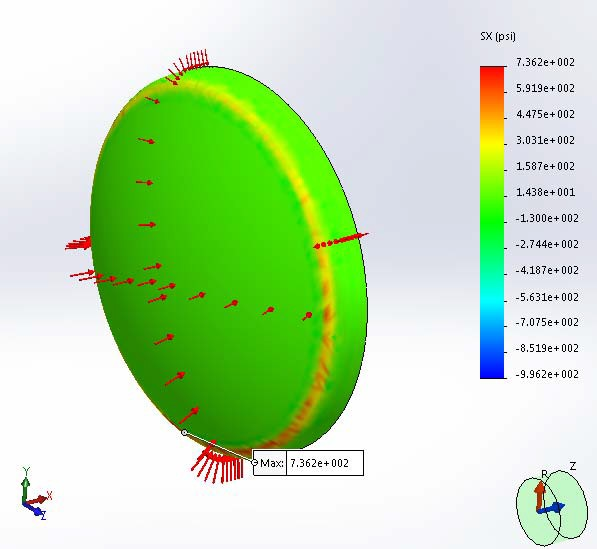 SX (psi)
7.362e+002
5.919e+002
4.475e+002
3.031e+002
1.587e+002
1.438e+001
-1.300e+002
-2.744e+002
-4.187e+002
-5.631e+002
-7.075e+002
-8.519e+002
-9.962e+002
Max: 7.362e+002
Y
X
Z
R
Z